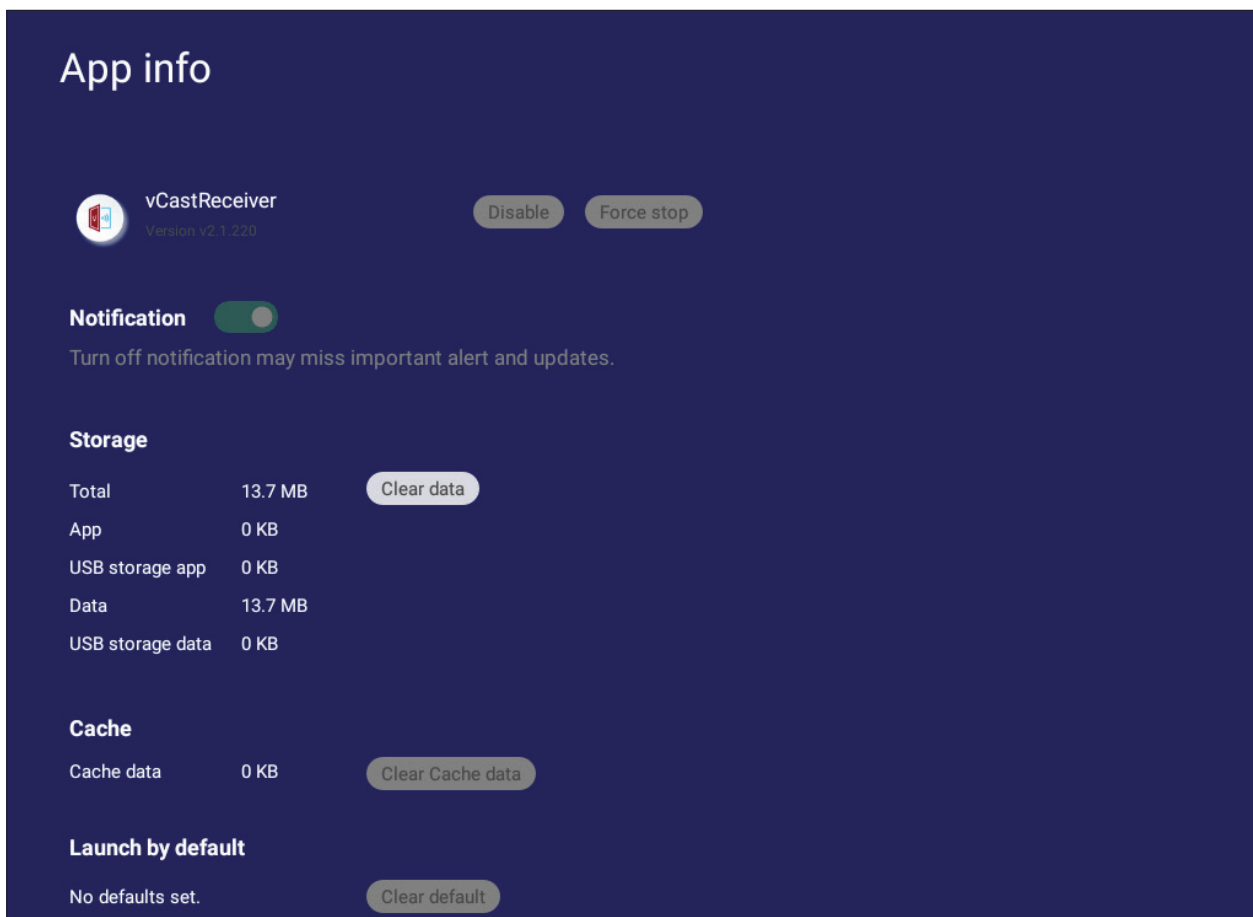 App info
vCastReceiver
Version v2.1.220
Disable
Force stop
Notification
Turn off notification may miss important alert and updates.
Storage
Total 13.7 MB Clear data
App 0 KB
USB storage app 0 KB
Data 13.7 MB
USB storage data 0 KB
Cache
Cache data 0 KB Clear Cache data
Launch by default
No defaults set. Clear default